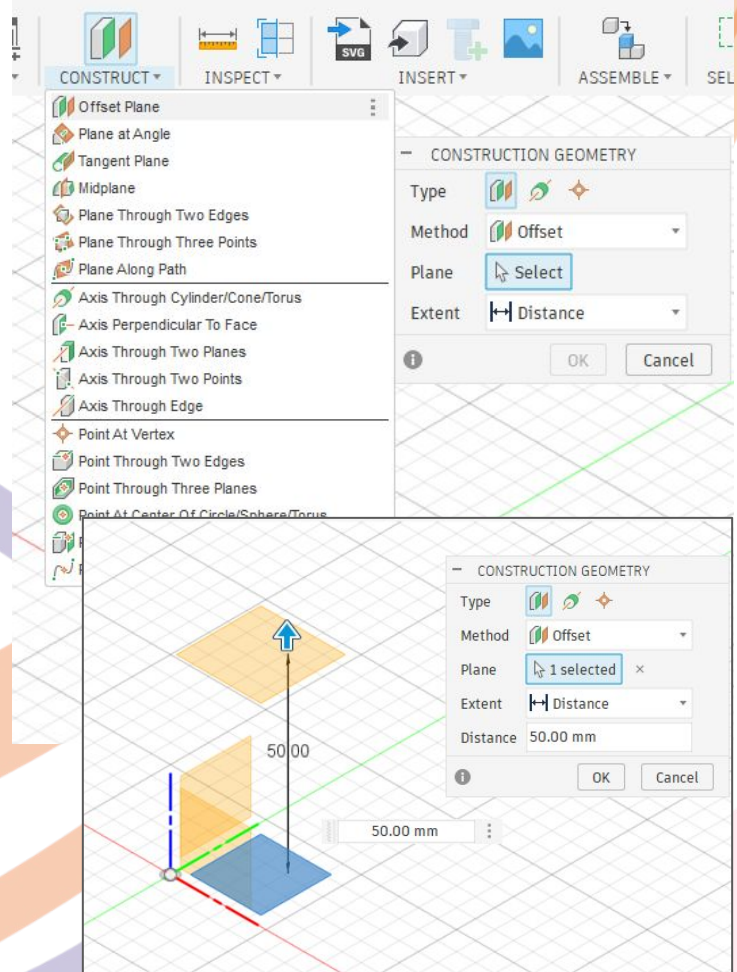 CONSTRUCT INSPECT SVG INSERT ASSEMBLE SEL
Offset Plane
Plane at Angle
Tangent Plane
Midplane
Plane Through Two Edges
Plane Through Three Points
Plane Along Path
Axis Through Cylinder/Cone/Torus
Axis Perpendicular To Face
Axis Through Two Planes
Axis Through Two Points
Axis Through Edge
Point At Vertex
Point Through Two Edges
Point Through Three Planes
Point At Center Of Circle/Sphere/Torus
CONSTRUCTION GEOMETRY
Type
Method Offset
Plane Select
Extent Distance
OK Cancel
CONSTRUCTION GEOMETRY
Type
Method Offset
Plane 1 selected ×
Extent Distance
Distance 50.00 mm
OK Cancel
50.00
50.00 mm